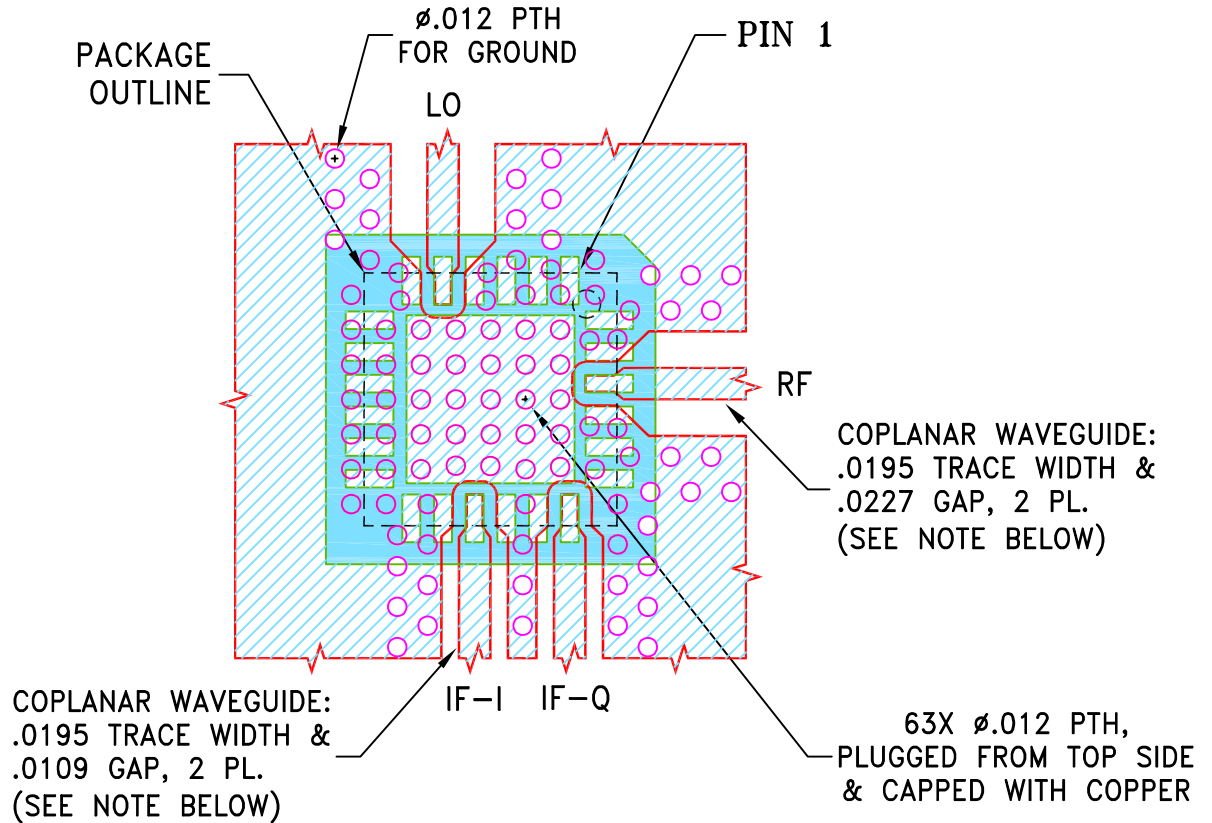 ø.012 PTH
FOR GROUND
PIN 1
PACKAGE
OUTLINE
LO
RF
COPLANAR WAVEGUIDE:
.0195 TRACE WIDTH &
.0227 GAP, 2 PL.
(SEE NOTE BELOW)
IF-I
IF-Q
COPLANAR WAVEGUIDE:
.0195 TRACE WIDTH &
.0109 GAP, 2 PL.
(SEE NOTE BELOW)
63X ø.012 PTH,
PLUGGED FROM TOP SIDE
& CAPPED WITH COPPER